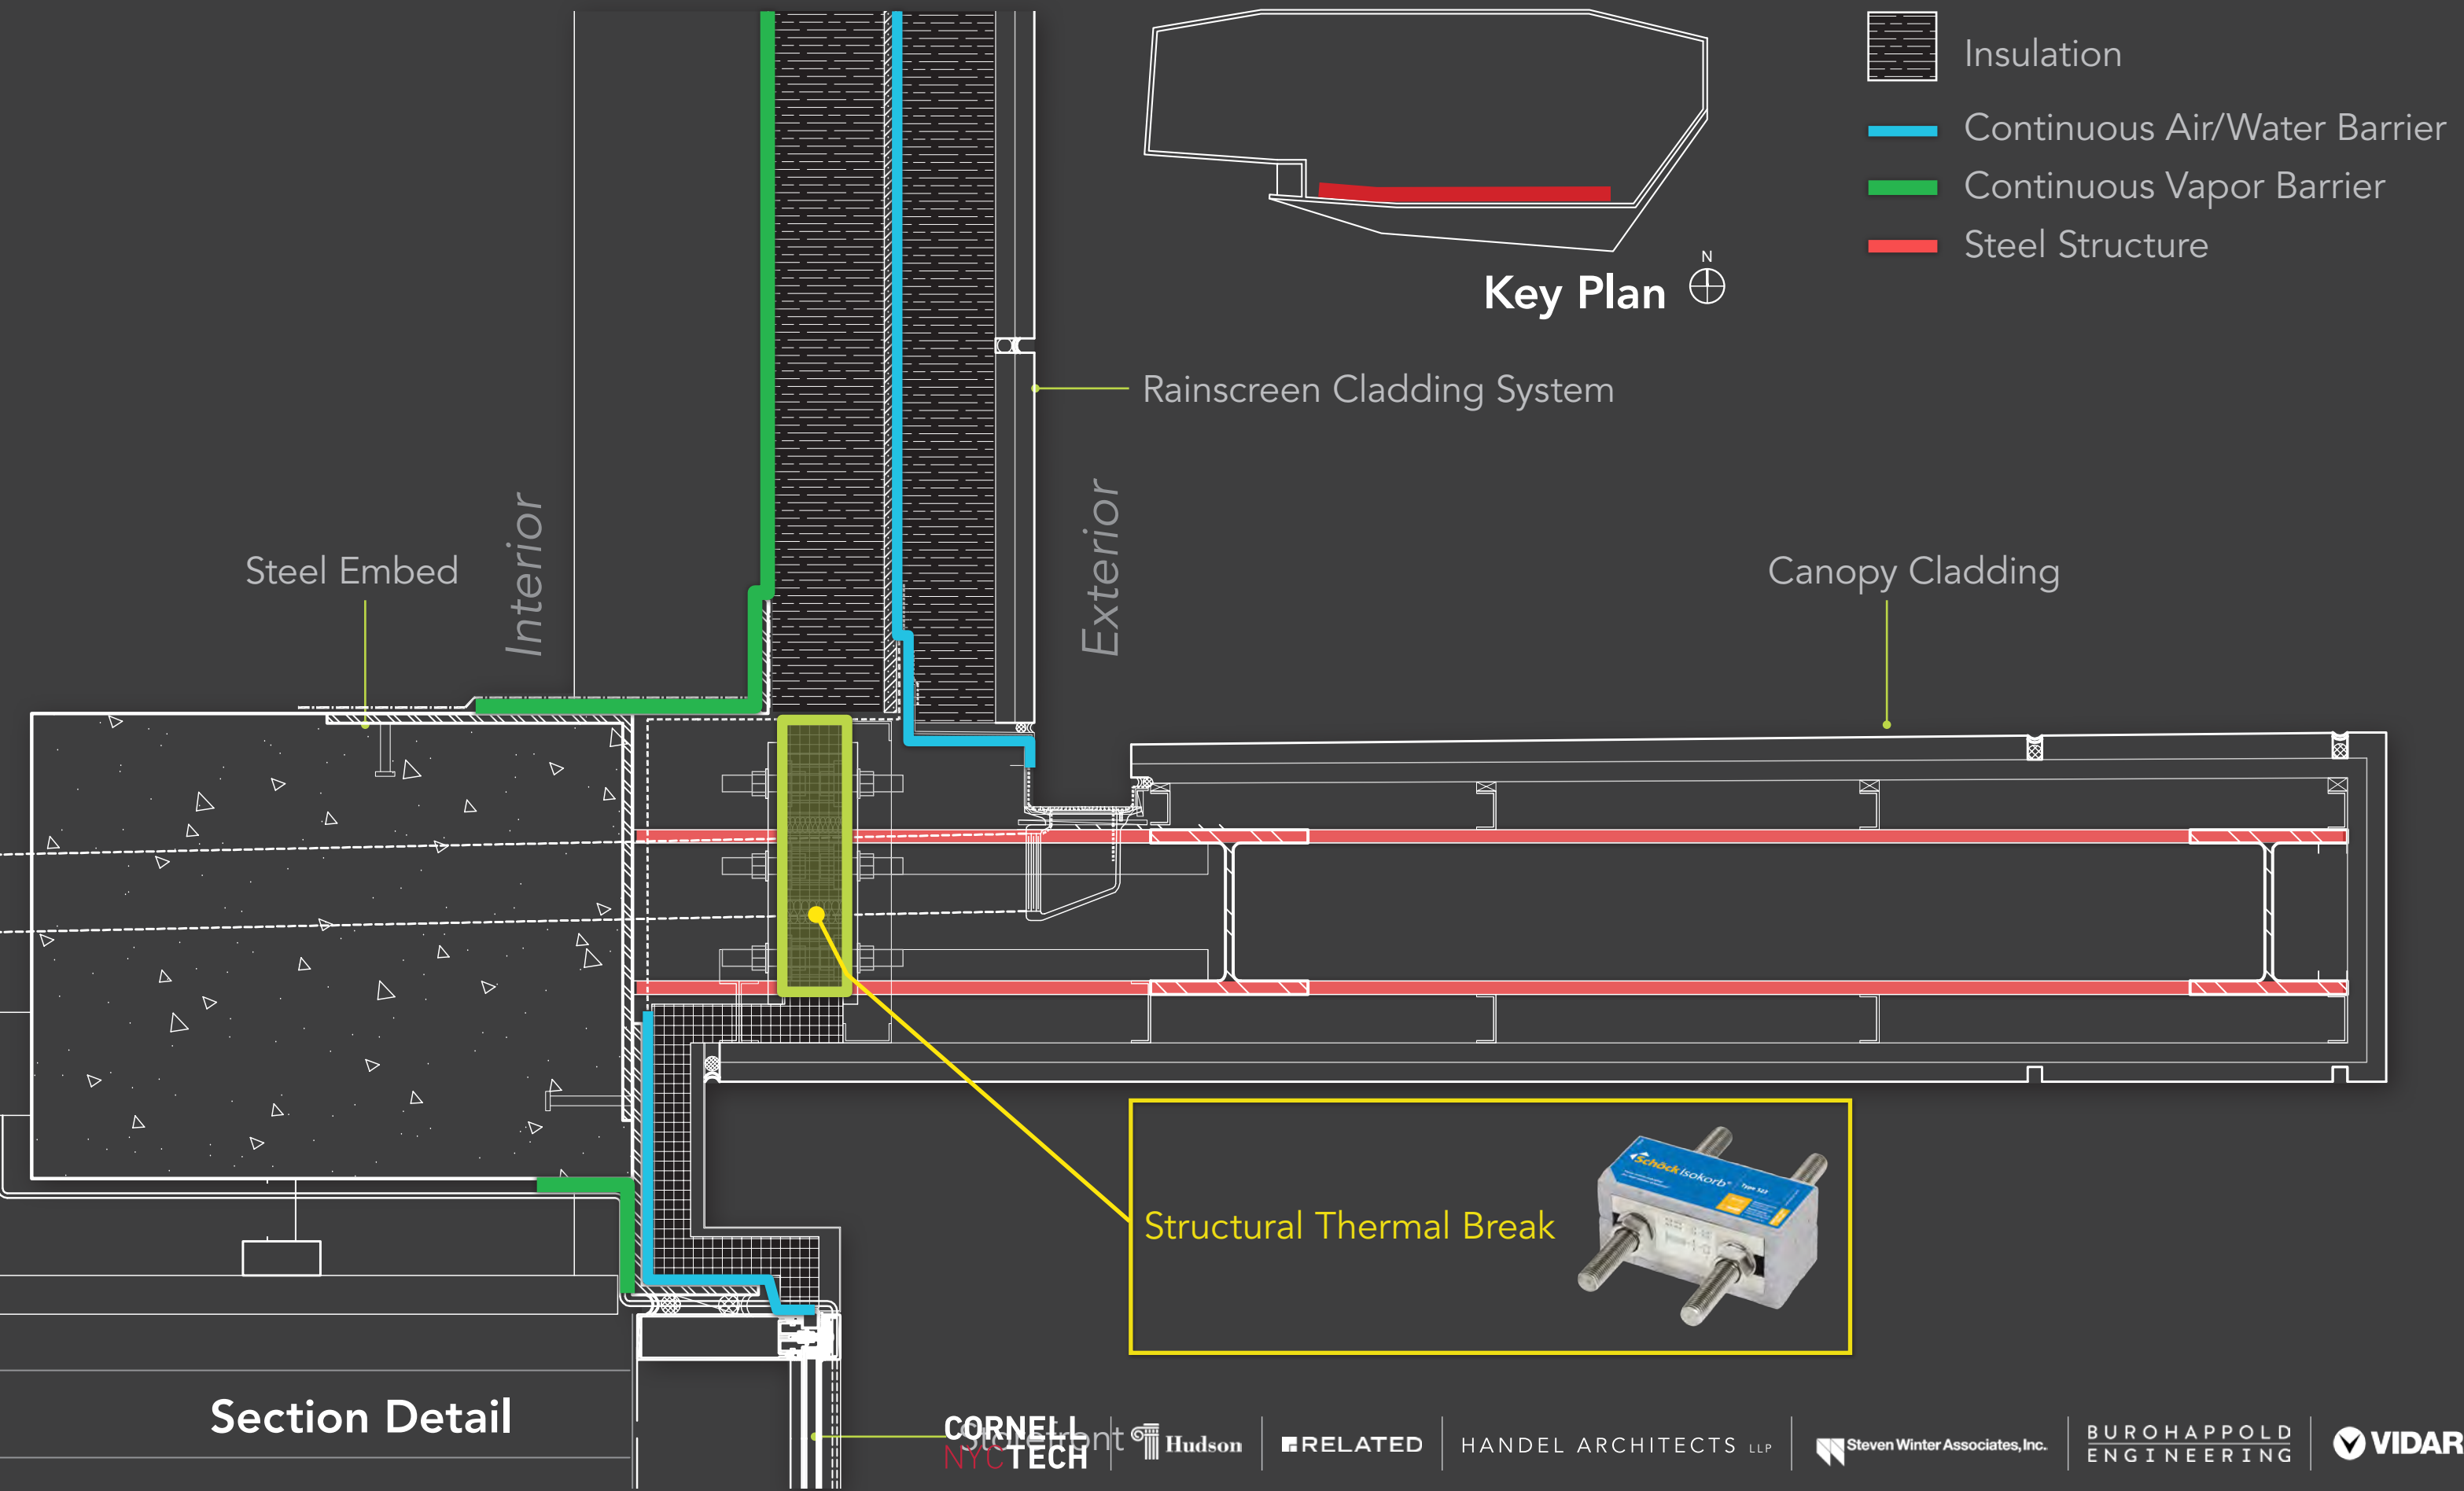 Insulation
Continuous Air/Water Barrier
Continuous Vapor Barrier
Steel Structure
N
Key Plan
Rainscreen Cladding System
Interior
Exterior
Steel Embed
Canopy Cladding
Structural Thermal Break
Schöck Isokorb®
Section Detail
Storefront
CORNELL
NYCTECH
Hudson
RELATED
HANDEL ARCHITECTS LLP
Steven Winter Associates, Inc.
BUROHAPPOLD
ENGINEERING
VIDAR